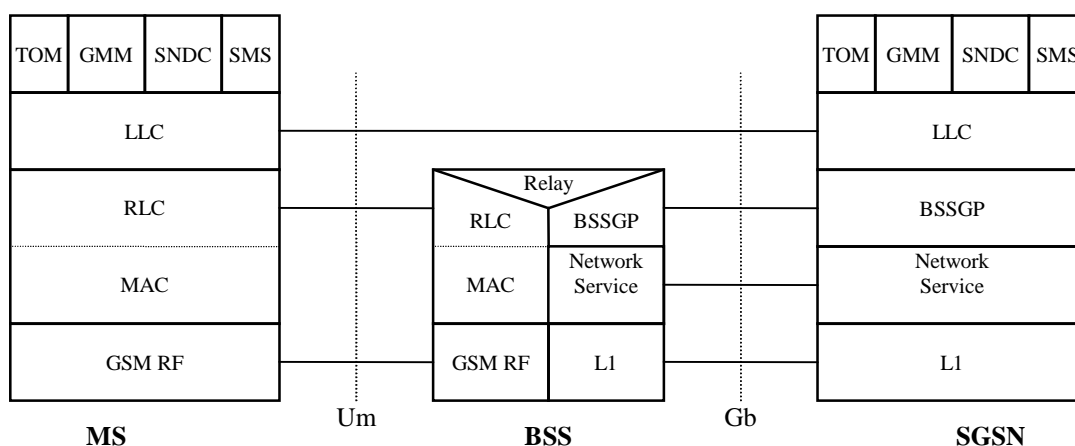 TOM GMM SNDC SMS TOM GMM SNDC SMS
LLC LLC
Relay
RLC RLC BSSGP BSSGP
MAC MAC Network Service Network Service
GSM RF GSM RF L1 L1
Um Gb
MS BSS SGSN